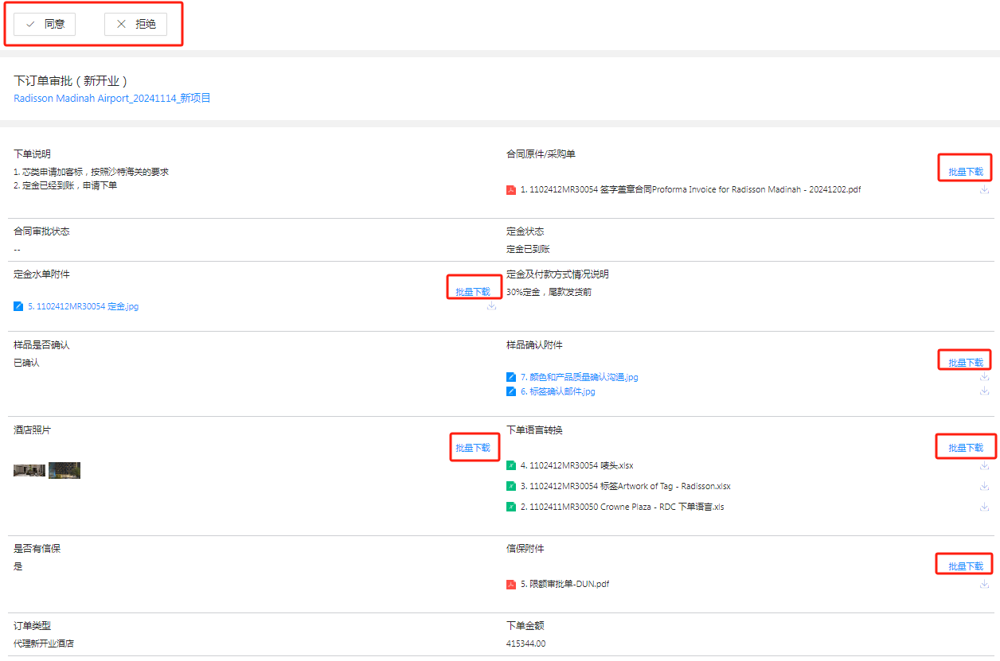 同意
拒绝
下订单审批（新开业）
Radisson Madinah Airport_20241114_新项目
下单说明
1. 芯类申请加客标，按照沙特海关的要求
2. 定金已经到账，申请下单
合同原件/采购单
批量下载
1. 1102412MR30054 签字盖章合同Proforma Invoice for Radisson Madinah - 20241202.pdf
合同审批状态
--
定金状态
定金已到账
定金水单附件
批量下载
5. 1102412MR30054 定金.jpg
定金及付款方式情况说明
30%定金，尾款发货前
样品是否确认
已确认
样品确认附件
批量下载
7. 颜色和产品质量确认沟通.jpg
6. 标签确认邮件.jpg
酒店照片
批量下载
下单语言转换
批量下载
4. 1102412MR30054 唛头.xlsx
3. 1102412MR30054 标签Artwork of Tag - Radisson.xlsx
2. 1102411MR30050 Crowne Plaza - RDC 下单语言.xls
是否有信保
是
信保附件
批量下载
5. 限额审批单-DUN.pdf
订单类型
代理新开业酒店
下单金额
415344.00